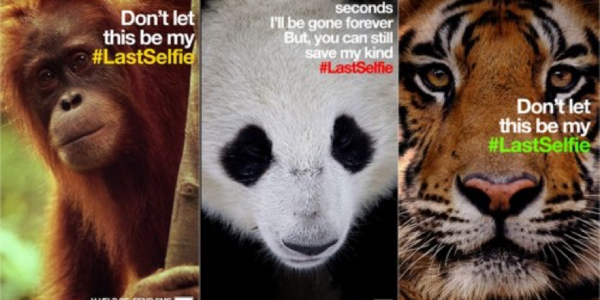 Don't let
this be my
#LastSelfie
seconds
I'll be gone forever
But, you can still
save my kind
#LastSelfie
Don't let
this be my
#LastSelfie